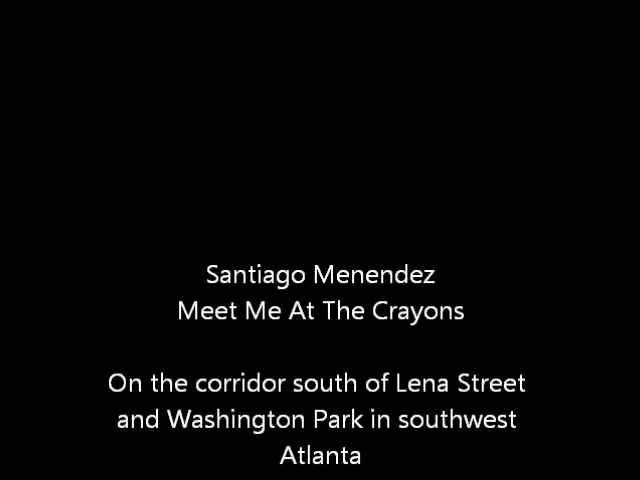 Santiago Menendez
Meet Me At The Crayons
On the corridor south of Lena Street
and Washington Park in southwest
Atlanta